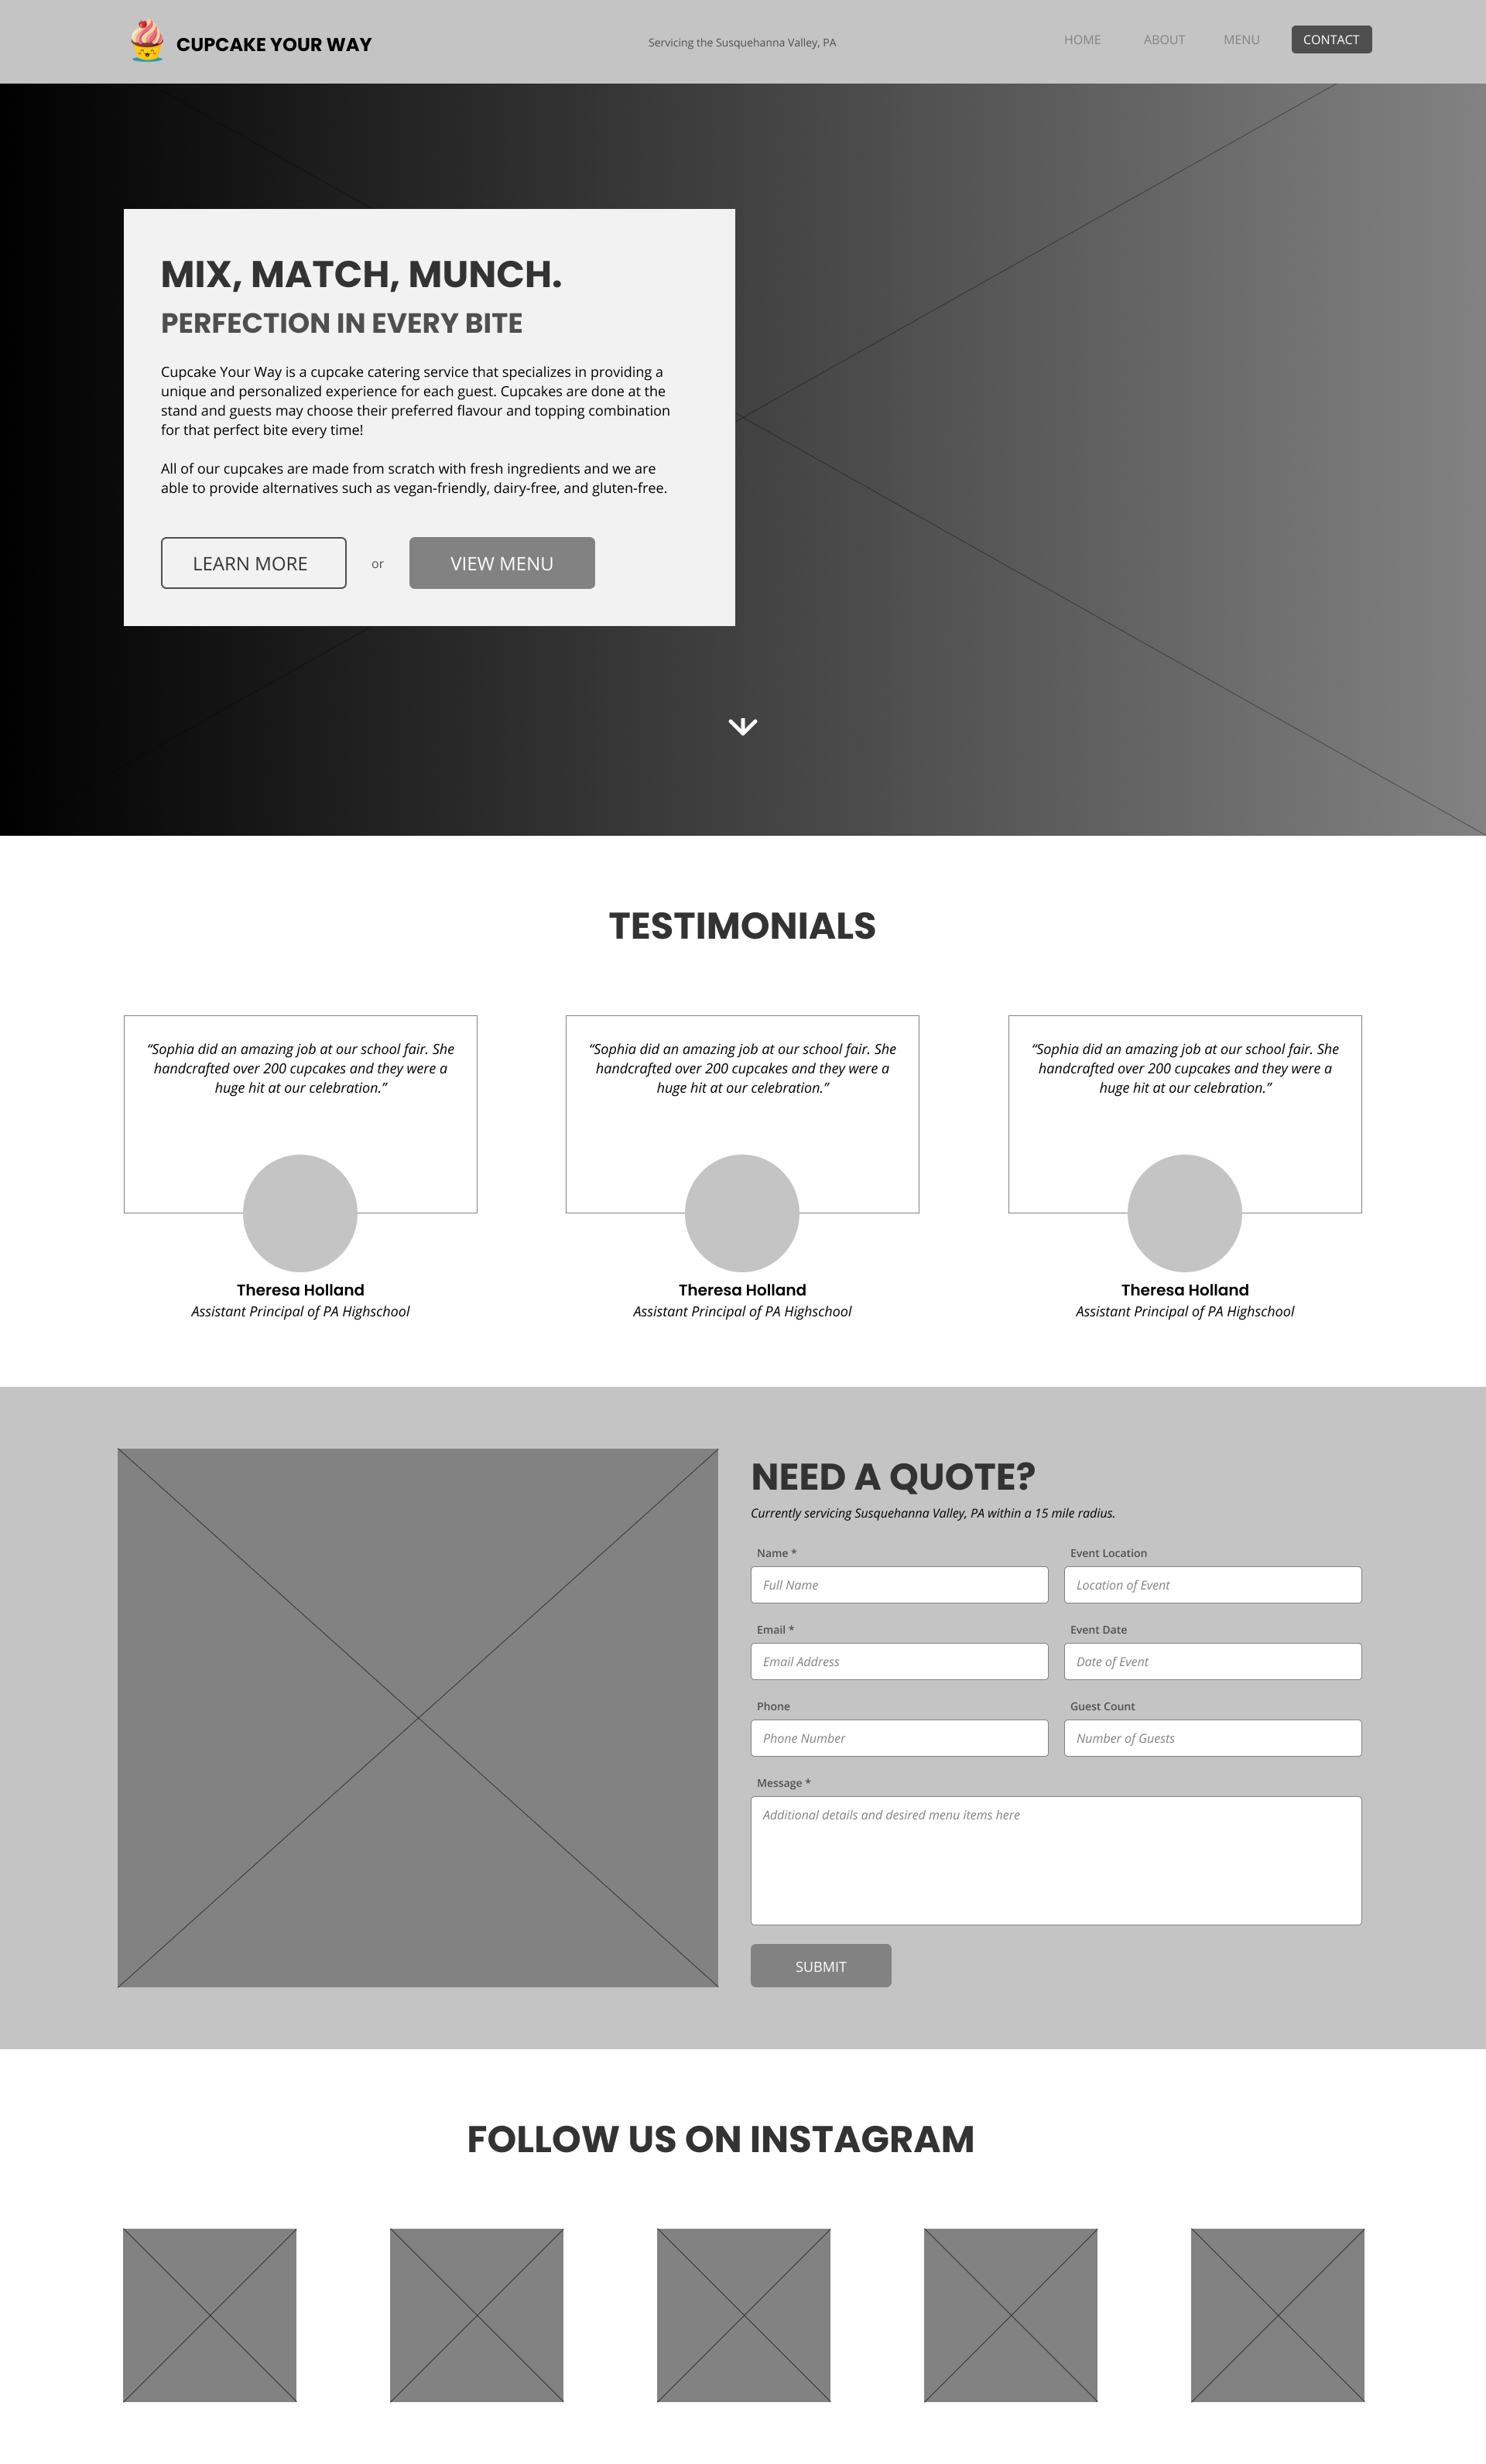 CUPCAKE YOUR WAY
Servicing the Susquehanna Valley, PA
HOME
ABOUT
MENU
CONTACT
MIX, MATCH, MUNCH.
PERFECTION IN EVERY BITE
Cupcake Your Way is a cupcake catering service that specializes in providing a
unique and personalized experience for each guest. Cupcakes are done at the
stand and guests may choose their preferred flavour and topping combination
for that perfect bite every time!
All of our cupcakes are made from scratch with fresh ingredients and we are
able to provide alternatives such as vegan-friendly, dairy-free, and gluten-free.
LEARN MORE
or
VIEW MENU
TESTIMONIALS
“Sophia did an amazing job at our school fair. She
handcrafted over 200 cupcakes and they were a
huge hit at our celebration.”
Theresa Holland
Assistant Principal of PA Highschool
“Sophia did an amazing job at our school fair. She
handcrafted over 200 cupcakes and they were a
huge hit at our celebration.”
Theresa Holland
Assistant Principal of PA Highschool
“Sophia did an amazing job at our school fair. She
handcrafted over 200 cupcakes and they were a
huge hit at our celebration.”
Theresa Holland
Assistant Principal of PA Highschool
NEED A QUOTE?
Currently servicing Susquehanna Valley, PA within a 15 mile radius.
Name *
Full Name
Event Location
Location of Event
Email *
Email Address
Event Date
Date of Event
Phone
Phone Number
Guest Count
Number of Guests
Message *
Additional details and desired menu items here
SUBMIT
FOLLOW US ON INSTAGRAM